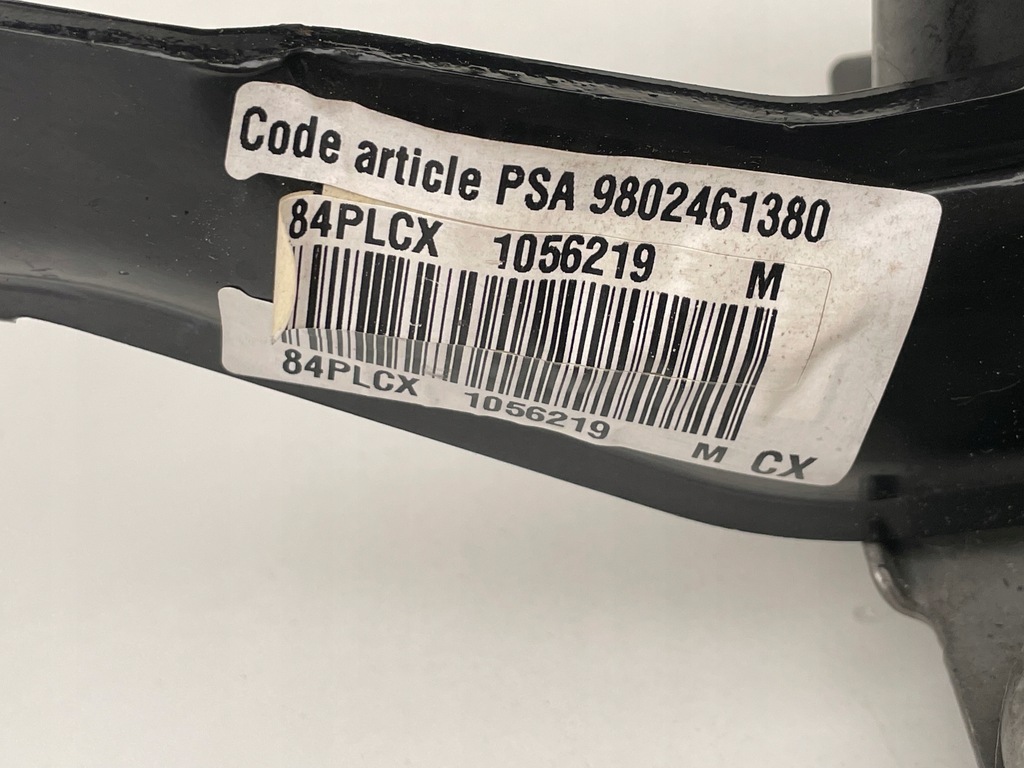 Code article PSA 9802461380
84PLCX 1056219 M
84PLCX 1056219 M CX